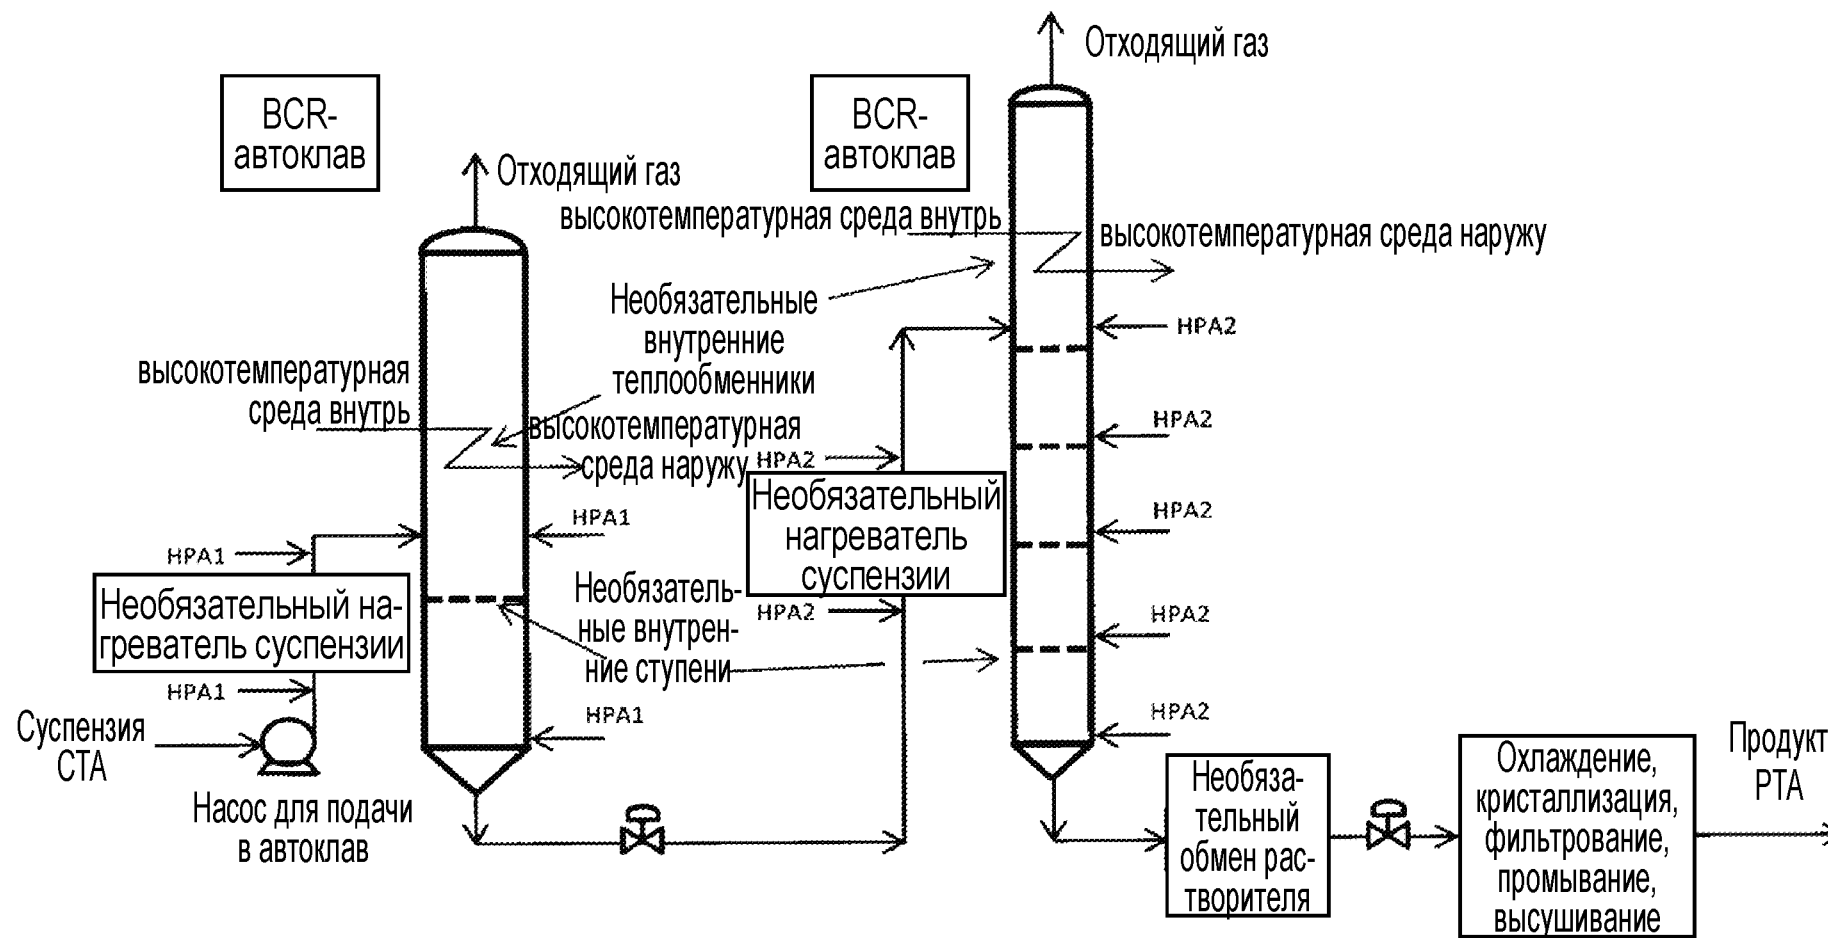 Отходящий газ
BCR-
автоклав
BCR-
автоклав
Отходящий газ
высокотемпературная среда внутрь
высокотемпературная среда наружу
Необязательные
внутренние
теплообменники
HPA2
высокотемпературная
среда внутрь
высокотемпературная
среда наружу
HPA2
HPA2
Необязательный
нагреватель
суспензии
HPA2
HPA1
HPA1
Необязательный на-
греватель суспензии
HPA1
Необязатель-
ные внутрен-
ние ступени
HPA2
HPA2
HPA1
HPA2
Суспензия
СТА
Насос для подачи
в автоклав
Необяза-
тельный
обмен рас-
творителя
Охлаждение,
кристаллизация,
фильтрование,
промывание,
высушивание
Продукт
РТА